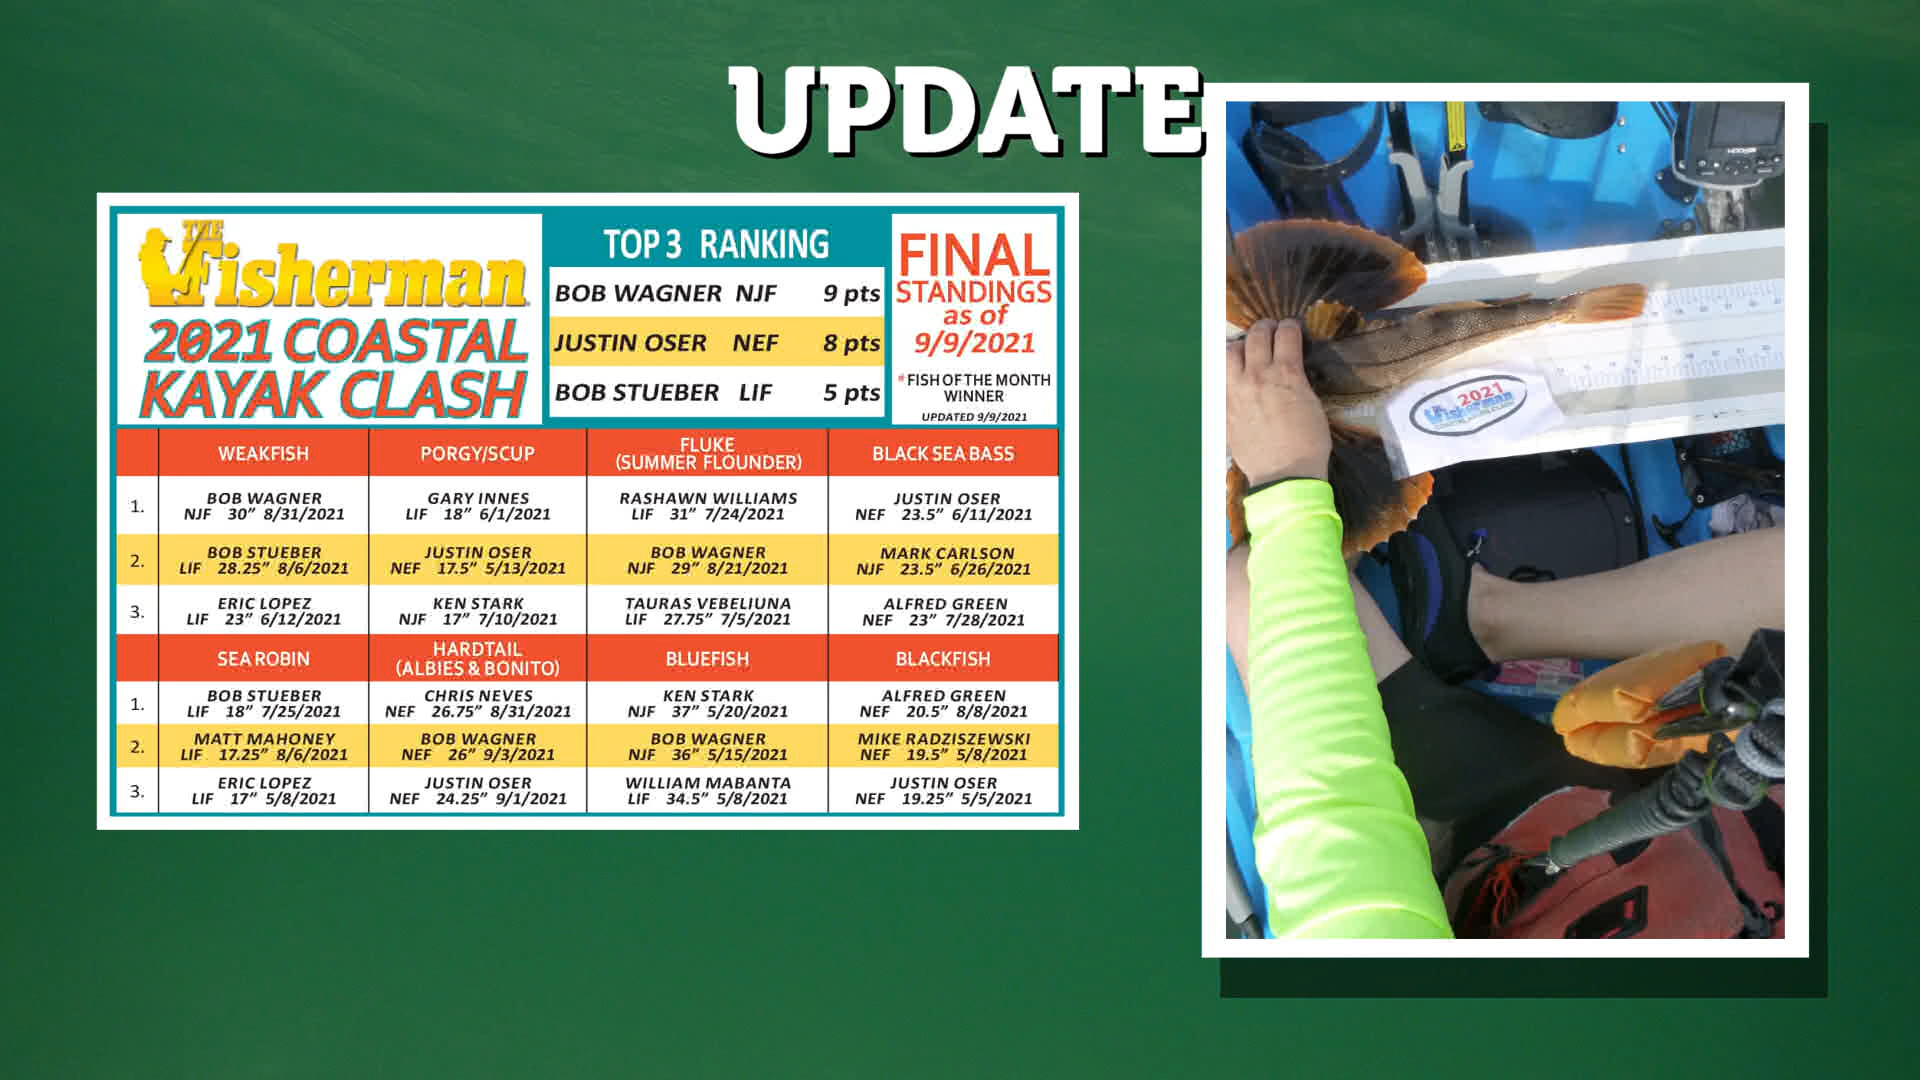 UPDATE
THE
Fisherman
2021 COASTAL
KAYAK CLASH
TOP 3 RANKING
BOB WAGNER NJF 9 pts
JUSTIN OSER NEF 8 pts
BOB STUEBER LIF 5 pts
FINAL
STANDINGS
as of
9/9/2021
*FISH OF THE MONTH
WINNER
UPDATED 9/9/2021
WEAKFISH PORGY/SCUP FLUKE (SUMMER FLOUNDER) BLACK SEA BASS
1. BOB WAGNER GARY INNES RASHAWN WILLIAMS JUSTIN OSER
NJF 30" 8/31/2021 LIF 18" 6/1/2021 LIF 31" 7/24/2021 NEF 23.5" 6/11/2021
2. BOB STUEBER JUSTIN OSER BOB WAGNER MARK CARLSON
LIF 28.25" 8/6/2021 NEF 17.5" 5/13/2021 NJF 29" 8/21/2021 NJF 23.5" 6/26/2021
3. ERIC LOPEZ KEN STARK TAURAS VEBELIUNA ALFRED GREEN
LIF 23" 6/12/2021 NJF 17" 7/10/2021 LIF 27.75" 7/5/2021 NEF 23" 7/28/2021
SEA ROBIN HARDTAIL (ALBIES & BONITO) BLUEFISH BLACKFISH
1. BOB STUEBER CHRIS NEVES KEN STARK ALFRED GREEN
LIF 18" 7/25/2021 NEF 26.75" 8/31/2021 NJF 37" 5/20/2021 NEF 20.5" 8/8/2021
2. MATT MAHONEY BOB WAGNER BOB WAGNER MIKE RADZISZEWSKI
LIF 17.25" 8/6/2021 NEF 26" 9/3/2021 NJF 36" 5/15/2021 NEF 19.5" 5/8/2021
3. ERIC LOPEZ JUSTIN OSER WILLIAM MABANTA JUSTIN OSER
LIF 17" 5/8/2021 NEF 24.25" 9/1/2021 LIF 34.5" 5/8/2021 NEF 19.25" 5/5/2021
2021
Fisherman